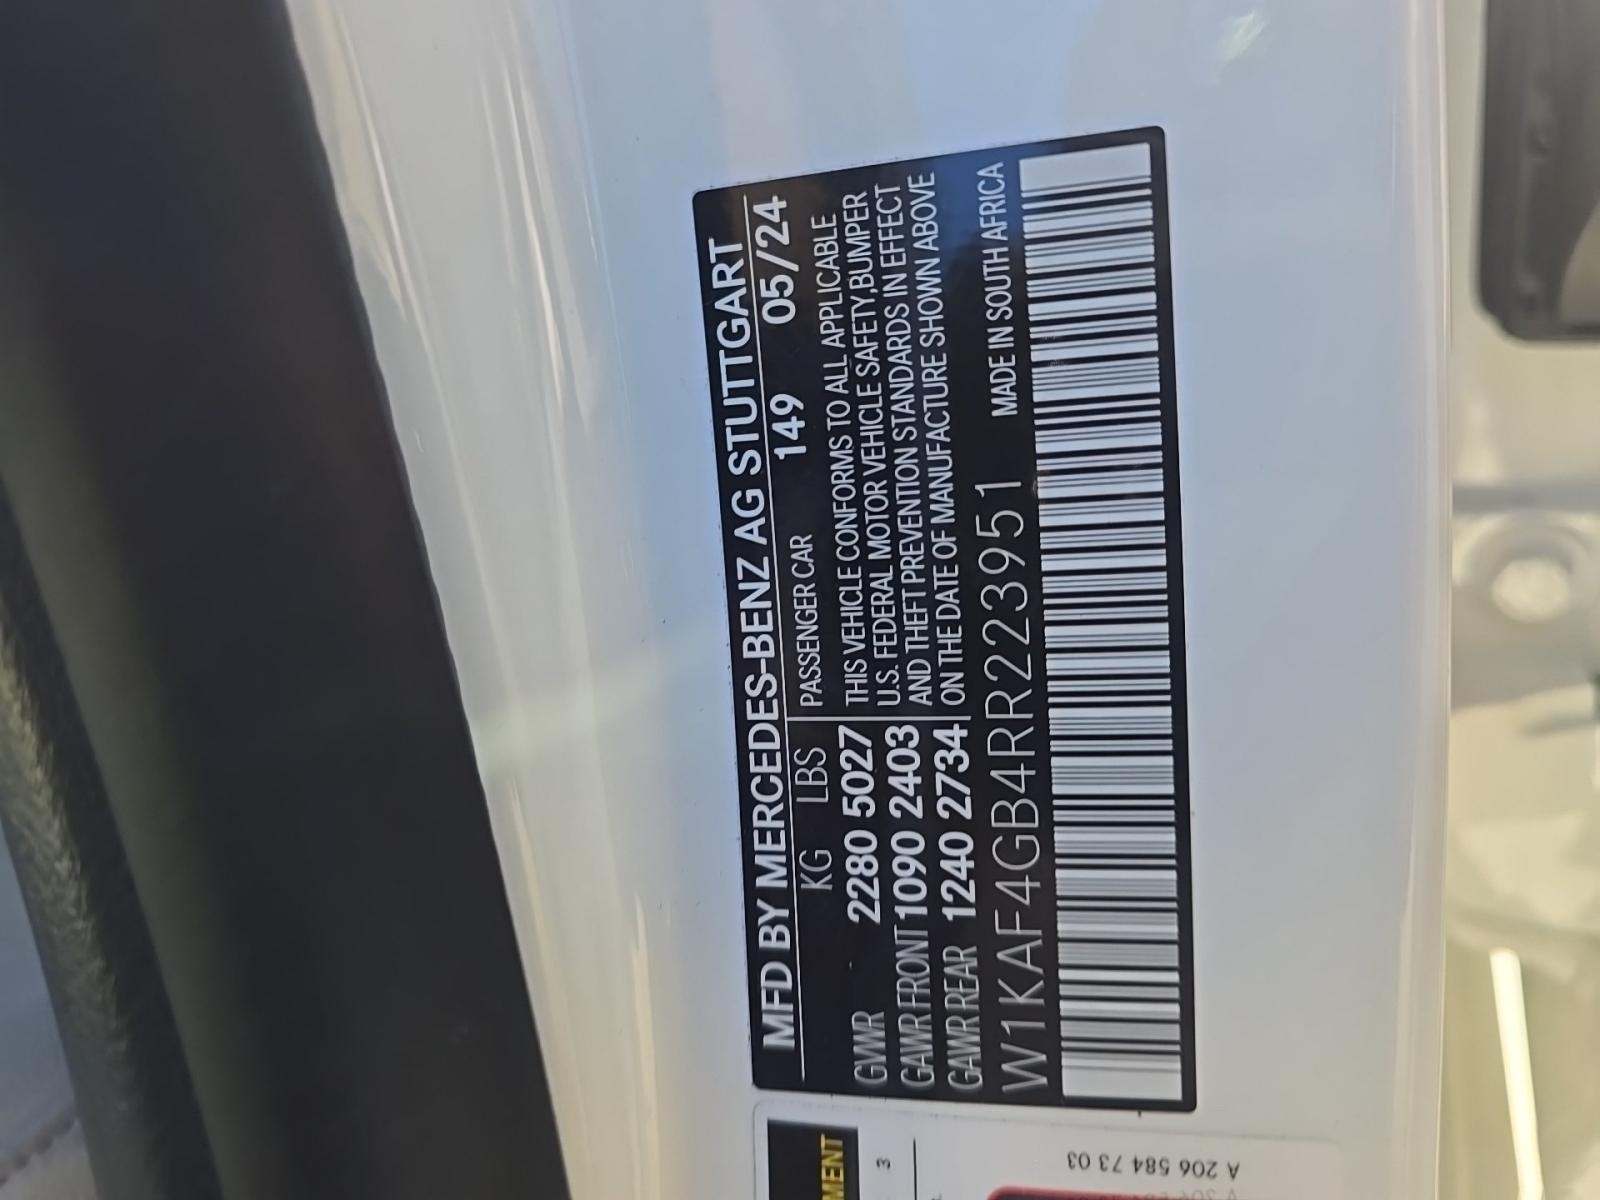 MFD BY MERCEDES-BENZ AG STUTTGART
KG LBS PASSENGER CAR 149 05/24
GVWR 2280 5027 THIS VEHICLE CONFORMS TO ALL APPLICABLE
U.S. FEDERAL MOTOR VEHICLE SAFETY,BUMPER
GAWR FRONT 1090 2403 AND THEFT PREVENTION STANDARDS IN EFFECT
GAWR REAR 1240 2734 ON THE DATE OF MANUFACTURE SHOWN ABOVE
W1KAF4GB4RR223951 MADE IN SOUTH AFRICA
MENT
3
A 206 584 73 03